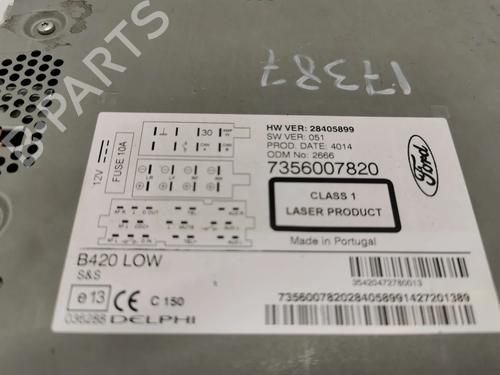 B PARTS
17387
HW VER: 28405899
SW VER: 051
PROD. DATE: 4014
ODM No: 2666
7356007820
Ford
CLASS 1
LASER PRODUCT
Made in Portugal
12V
FUSE 10A
30
B420 LOW
S&S
e13 CE C 150
036288 DELPHI
35420472780013
7356007820284058991427201389